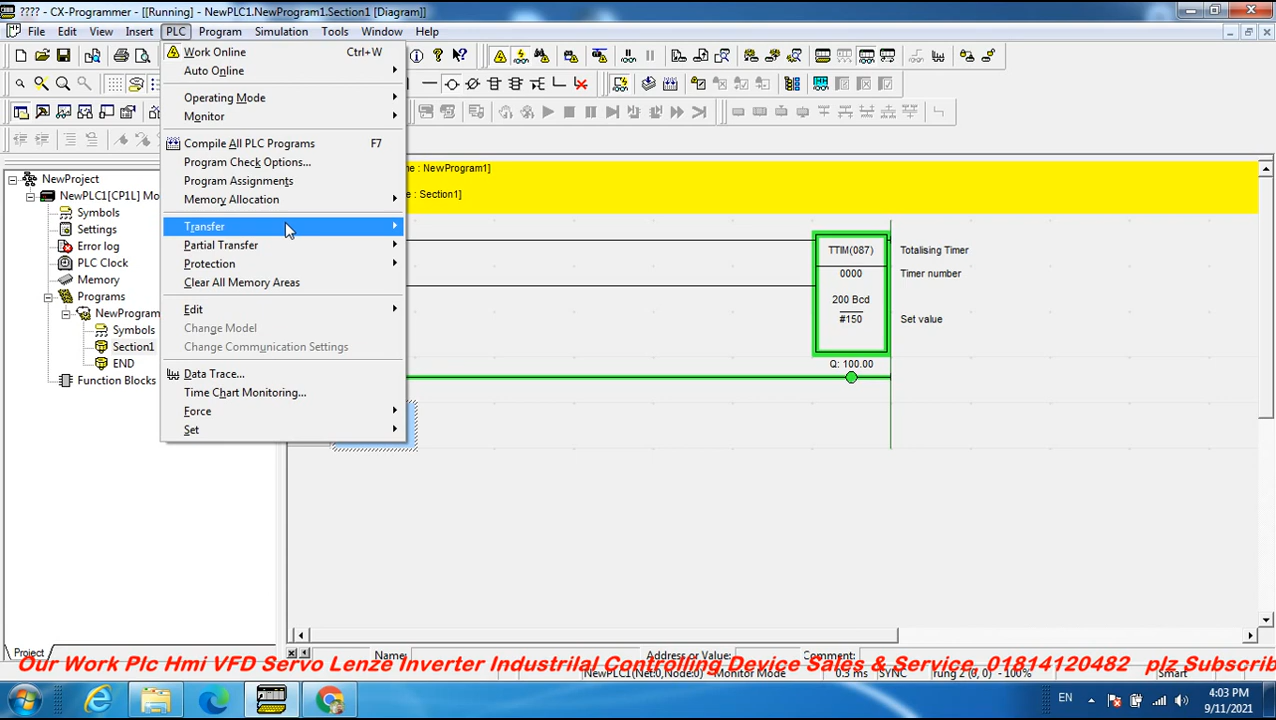 ???? - CX-Programmer - [[Running] - NewPLC1.NewProgram1.Section1 [Diagram]]
File Edit View Insert PLC Program Simulation Tools Window Help
Work Online Ctrl+W
Auto Online
Operating Mode
Monitor
Compile All PLC Programs F7
Program Check Options...
Program Assignments
Memory Allocation
Transfer
Partial Transfer
Protection
Clear All Memory Areas
Edit
Change Model
Change Communication Settings
Data Trace...
Time Chart Monitoring...
Force
Set
NewProject
NewPLC1[CP1L] Mo
Symbols
Settings
Error log
PLC Clock
Memory
Programs
NewProgram
Symbols
Section1
END
Function Blocks
Project
: NewProgram1]
: Section1]
TTIM(087) Totalising Timer
0000 Timer number
200 Bcd
#150 Set value
Q: 100.00
Name: Address or Value: Comment:
Our Work Plc Hmi VFD Servo Lenze Inverter Industrilal Controlling Device Sales & Service 01814120482 plz Subscrib
NewPLC1(Net:0,Node:0) Monitor Mode 0.3 ms SYNC rung 2 (0, 0) - 100% Smart
EN 4:03 PM
9/11/2021